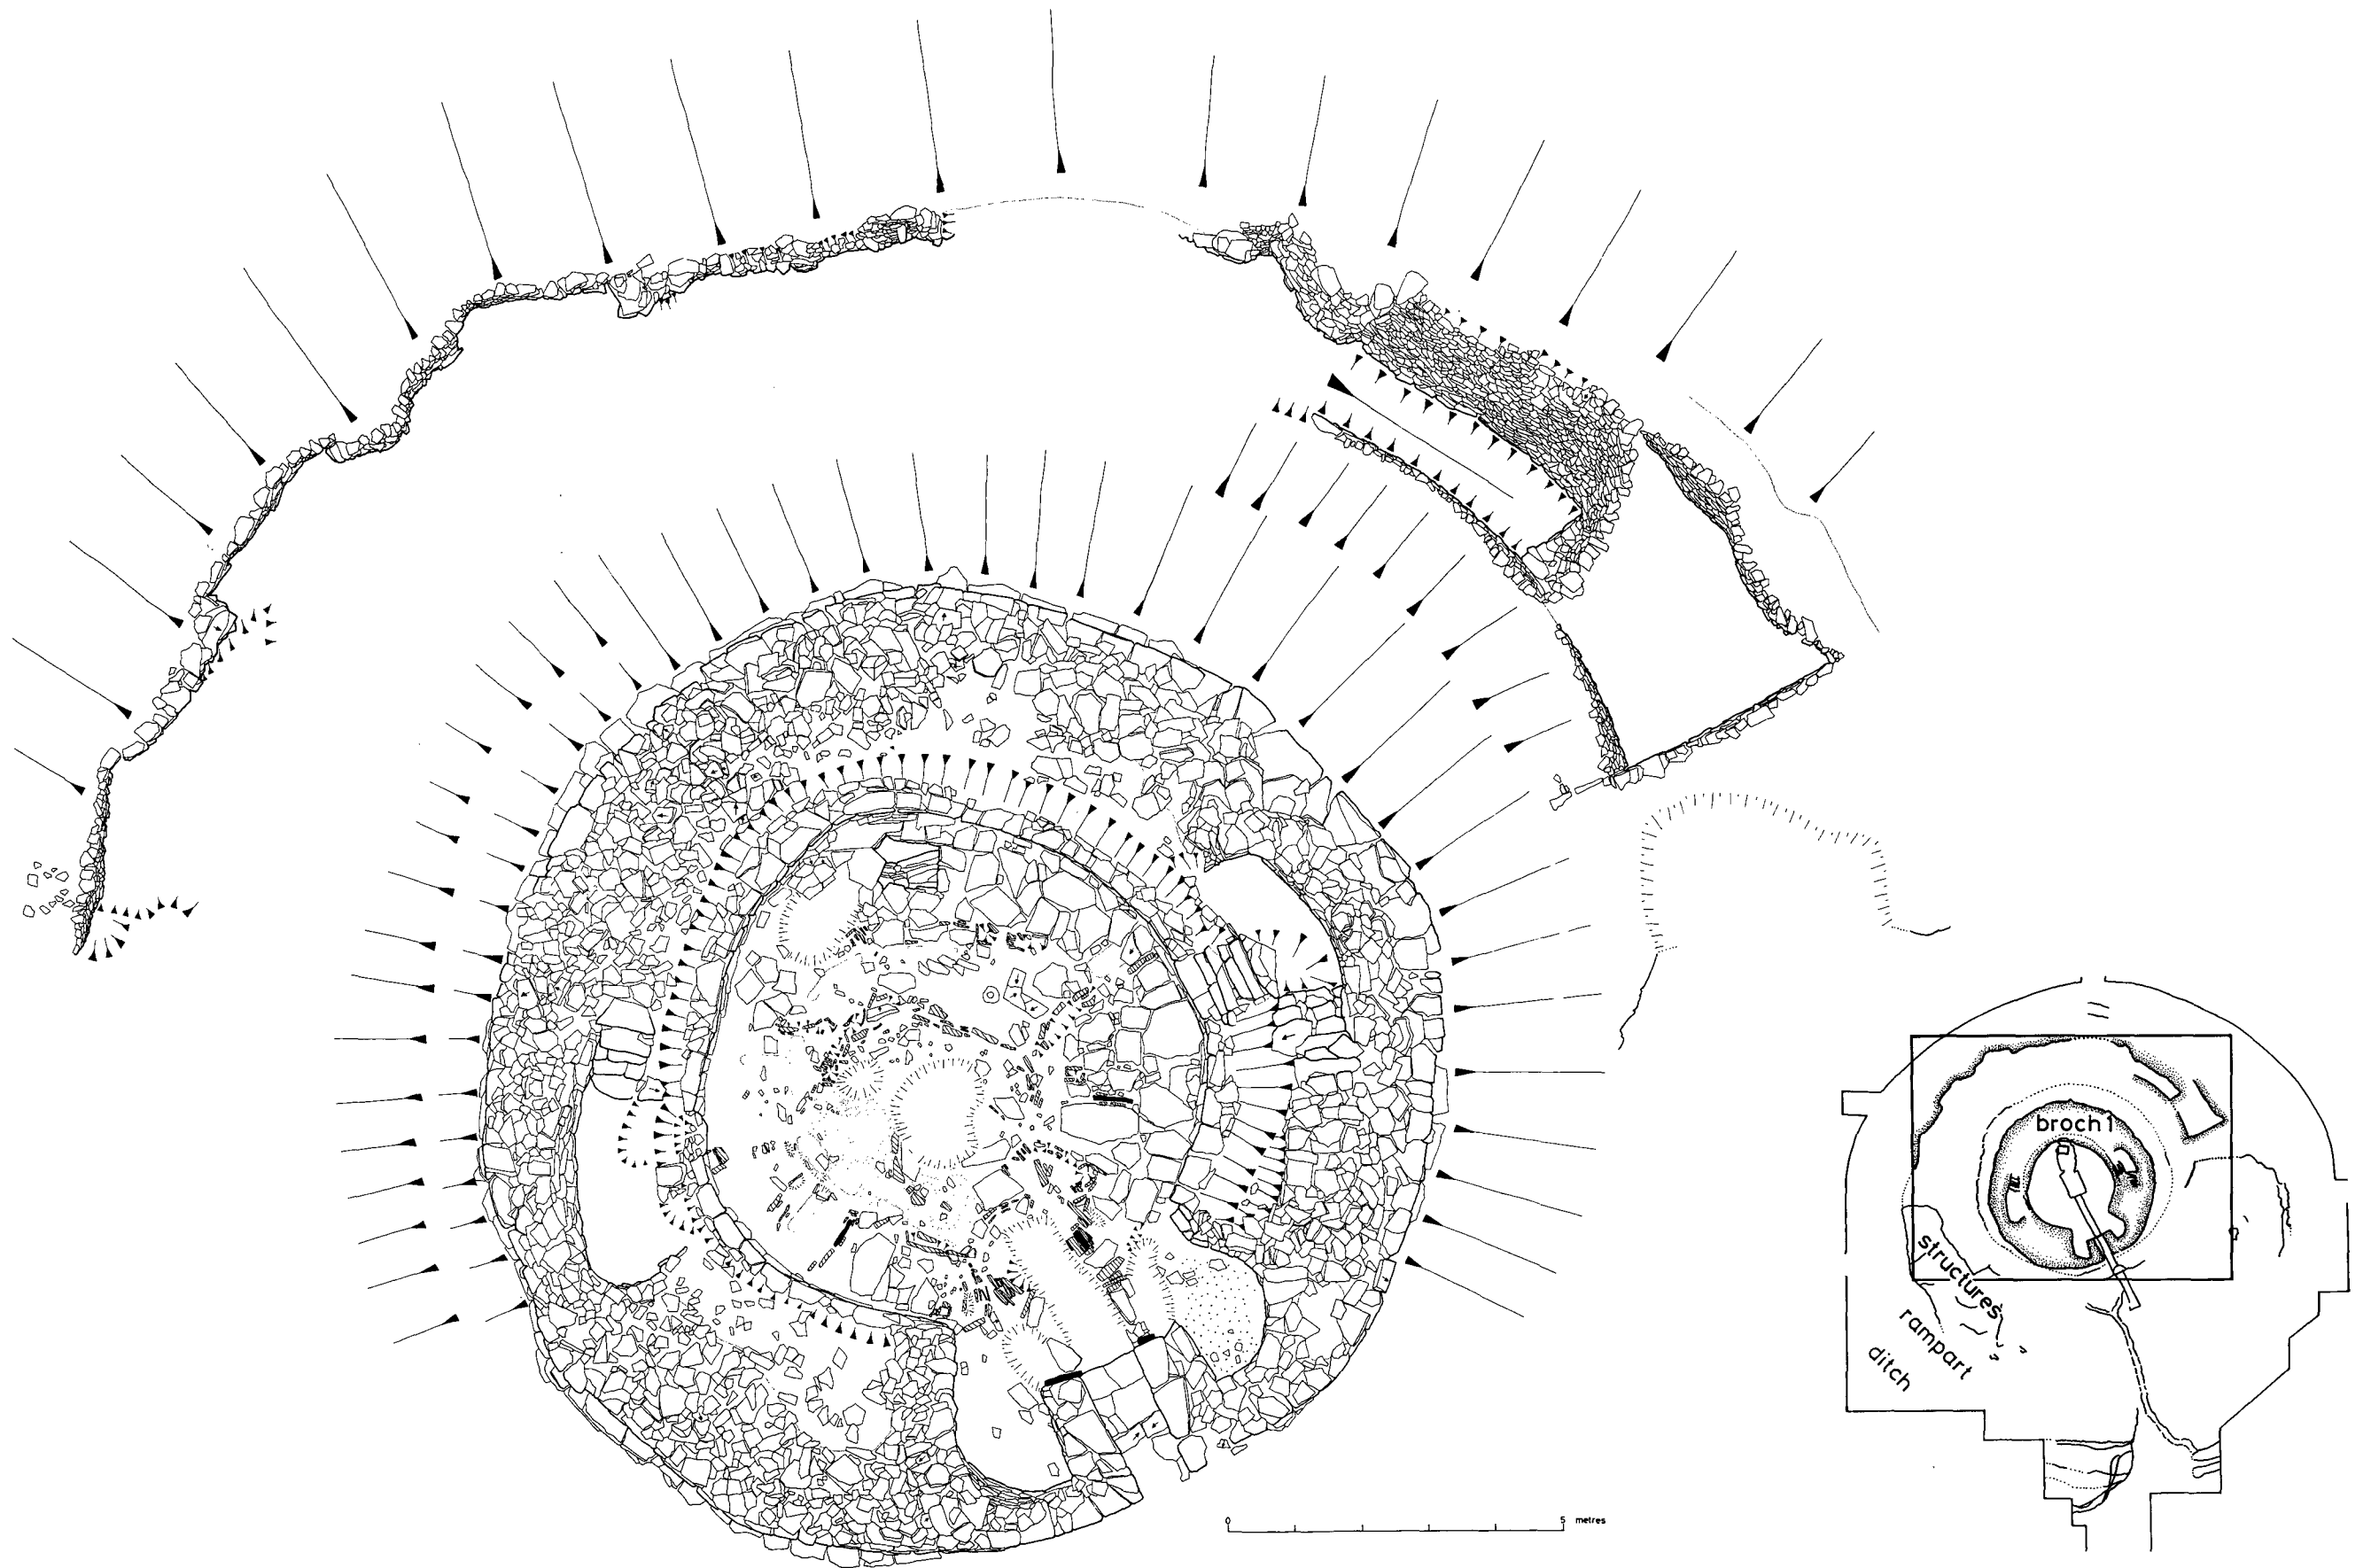 broch 1
structures
rampart
ditch
0 5 metres